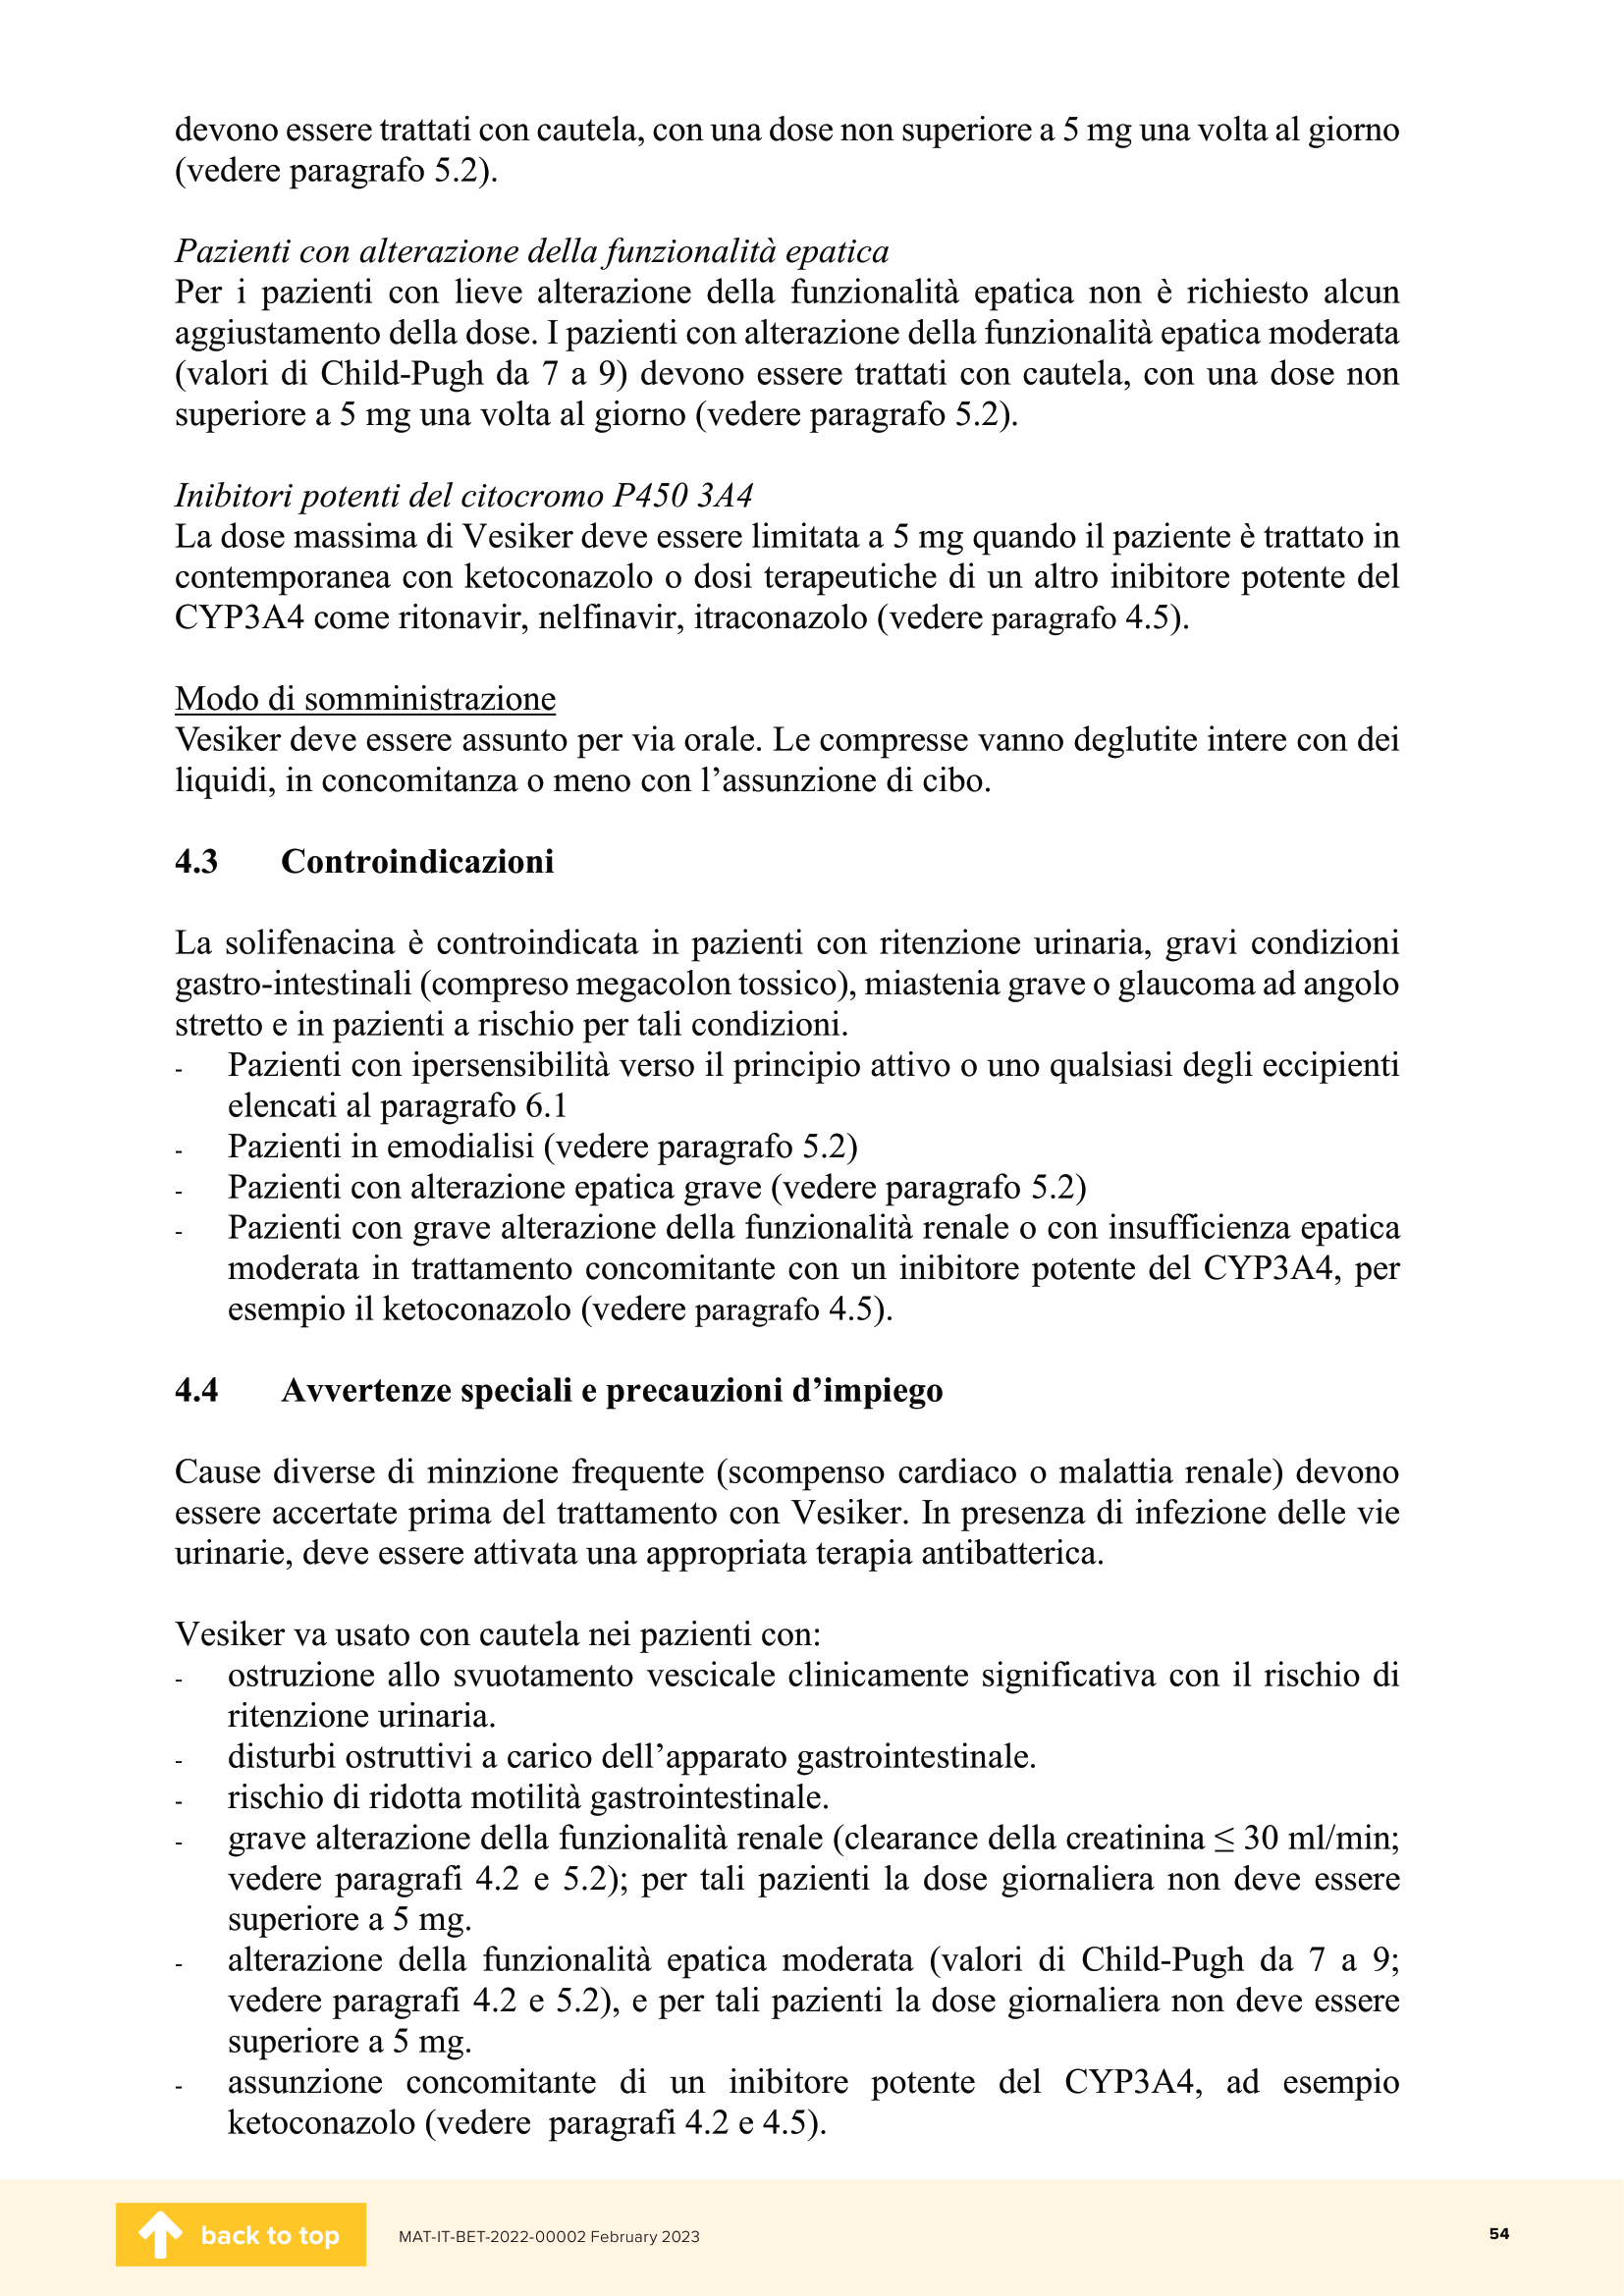 devono essere trattati con cautela, con una dose non superiore a 5 mg una volta al giorno
(vedere paragrafo 5.2).
Pazienti con alterazione della funzionalità epatica
Per i pazienti con lieve alterazione della funzionalità epatica non è richiesto alcun
aggiustamento della dose. I pazienti con alterazione della funzionalità epatica moderata
(valori di Child-Pugh da 7 a 9) devono essere trattati con cautela, con una dose non
superiore a 5 mg una volta al giorno (vedere paragrafo 5.2).
Inibitori potenti del citocromo P450 3A4
La dose massima di Vesiker deve essere limitata a 5 mg quando il paziente è trattato in
contemporanea con ketoconazolo o dosi terapeutiche di un altro inibitore potente del
CYP3A4 come ritonavir, nelfinavir, itraconazolo (vedere paragrafo 4.5).
Modo di somministrazione
Vesiker deve essere assunto per via orale. Le compresse vanno deglutite intere con dei
liquidi, in concomitanza o meno con l’assunzione di cibo.
4.3 Controindicazioni
La solifenacina è controindicata in pazienti con ritenzione urinaria, gravi condizioni
gastro-intestinali (compreso megacolon tossico), miastenia grave o glaucoma ad angolo
stretto e in pazienti a rischio per tali condizioni.
- Pazienti con ipersensibilità verso il principio attivo o uno qualsiasi degli eccipienti
elencati al paragrafo 6.1
- Pazienti in emodialisi (vedere paragrafo 5.2)
- Pazienti con alterazione epatica grave (vedere paragrafo 5.2)
- Pazienti con grave alterazione della funzionalità renale o con insufficienza epatica
moderata in trattamento concomitante con un inibitore potente del CYP3A4, per
esempio il ketoconazolo (vedere paragrafo 4.5).
4.4 Avvertenze speciali e precauzioni d’impiego
Cause diverse di minzione frequente (scompenso cardiaco o malattia renale) devono
essere accertate prima del trattamento con Vesiker. In presenza di infezione delle vie
urinarie, deve essere attivata una appropriata terapia antibatterica.
Vesiker va usato con cautela nei pazienti con:
- ostruzione allo svuotamento vescicale clinicamente significativa con il rischio di
ritenzione urinaria.
- disturbi ostruttivi a carico dell’apparato gastrointestinale.
- rischio di ridotta motilità gastrointestinale.
- grave alterazione della funzionalità renale (clearance della creatinina ≤ 30 ml/min;
vedere paragrafi 4.2 e 5.2); per tali pazienti la dose giornaliera non deve essere
superiore a 5 mg.
- alterazione della funzionalità epatica moderata (valori di Child-Pugh da 7 a 9;
vedere paragrafi 4.2 e 5.2), e per tali pazienti la dose giornaliera non deve essere
superiore a 5 mg.
- assunzione concomitante di un inibitore potente del CYP3A4, ad esempio
ketoconazolo (vedere paragrafi 4.2 e 4.5).
back to top
MAT-IT-BET-2022-00002 February 2023
54